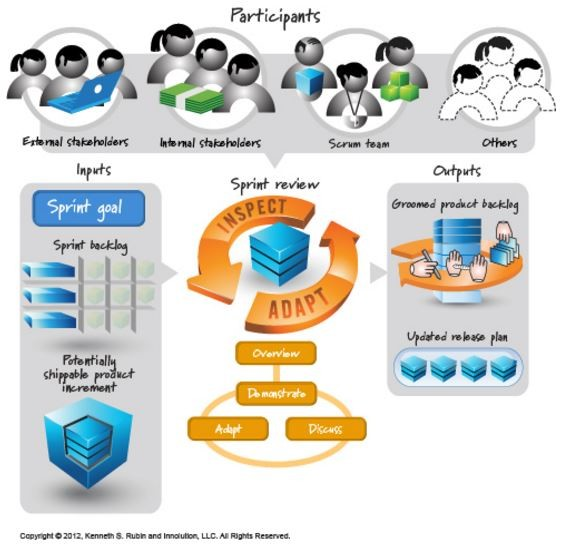 Participants
External stakeholders
Internal stakeholders
Scrum team
Others
Inputs
Sprint goal
Sprint backlog
Potentially
shippable product
increment
Sprint review
INSPECT
ADAPT
Overview
Demonstrate
Adapt
Discuss
Outputs
Groomed product backlog
Updated release plan
Copyright © 2012, Kenneth S. Rubin and Innolution, LLC. All Rights Reserved.